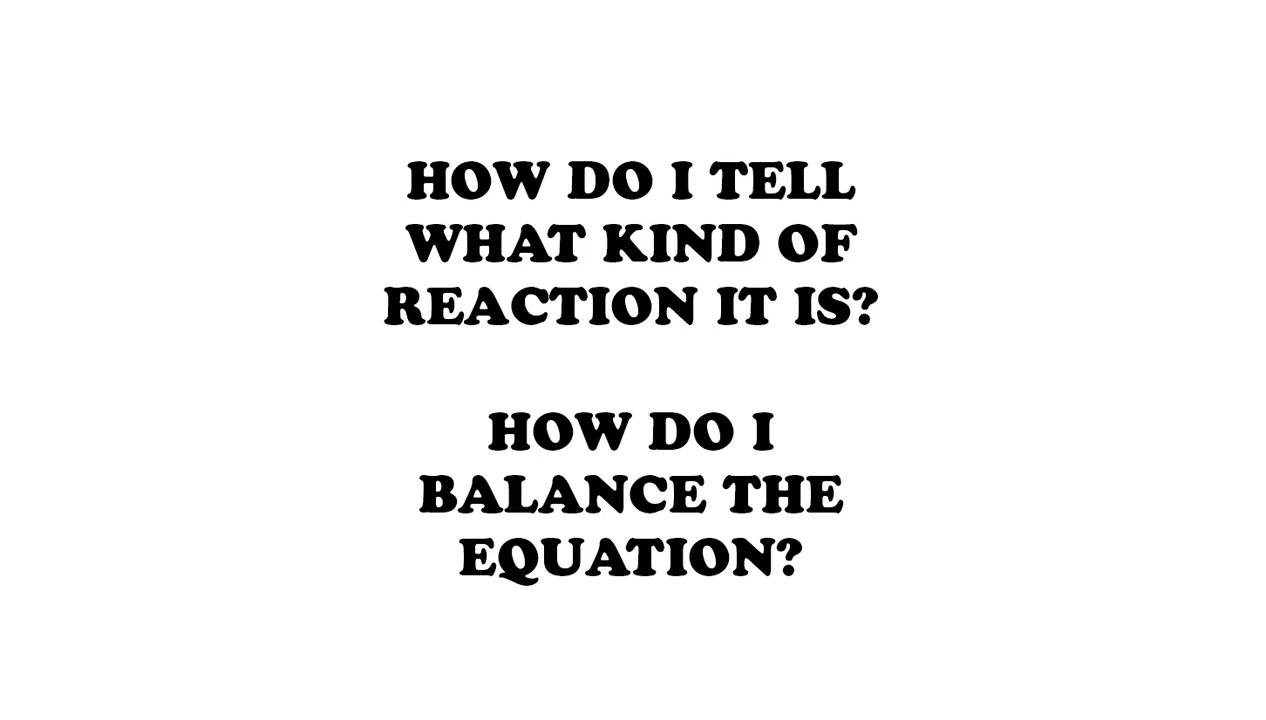 HOW DO I TELL
WHAT KIND OF
REACTION IT IS?
HOW DO I
BALANCE THE
EQUATION?